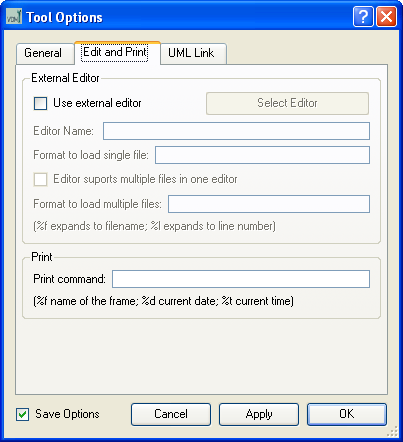 VDM Tool Options
General Edit and Print UML Link
External Editor
Use external editor Select Editor
Editor Name:
Format to load single file:
Editor suports multiple files in one editor
Format to load multiple files:
(%f expands to filename; %l expands to line number)
Print
Print command:
(%f name of the frame; %d current date; %t current time)
Save Options Cancel Apply OK